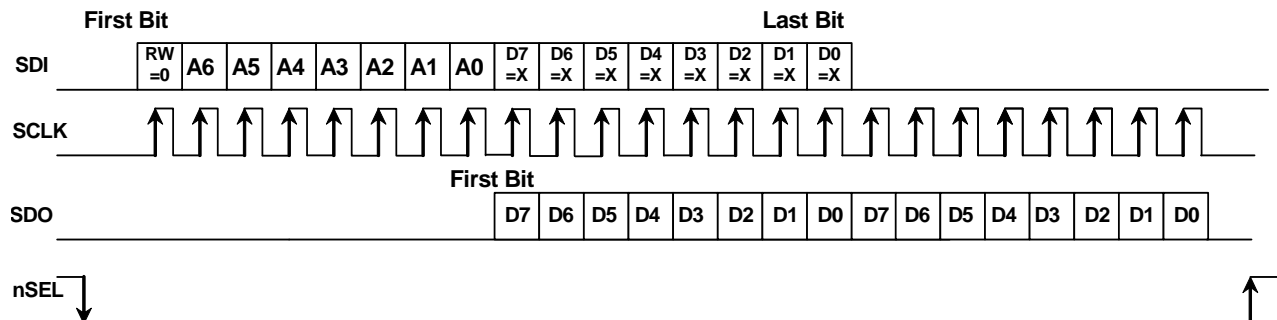 First Bit Last Bit
SDI RW =0 A6 A5 A4 A3 A2 A1 A0 D7 =X D6 =X D5 =X D4 =X D3 =X D2 =X D1 =X D0 =X
SCLK
First Bit
SDO D7 D6 D5 D4 D3 D2 D1 D0 D7 D6 D5 D4 D3 D2 D1 D0
nSEL